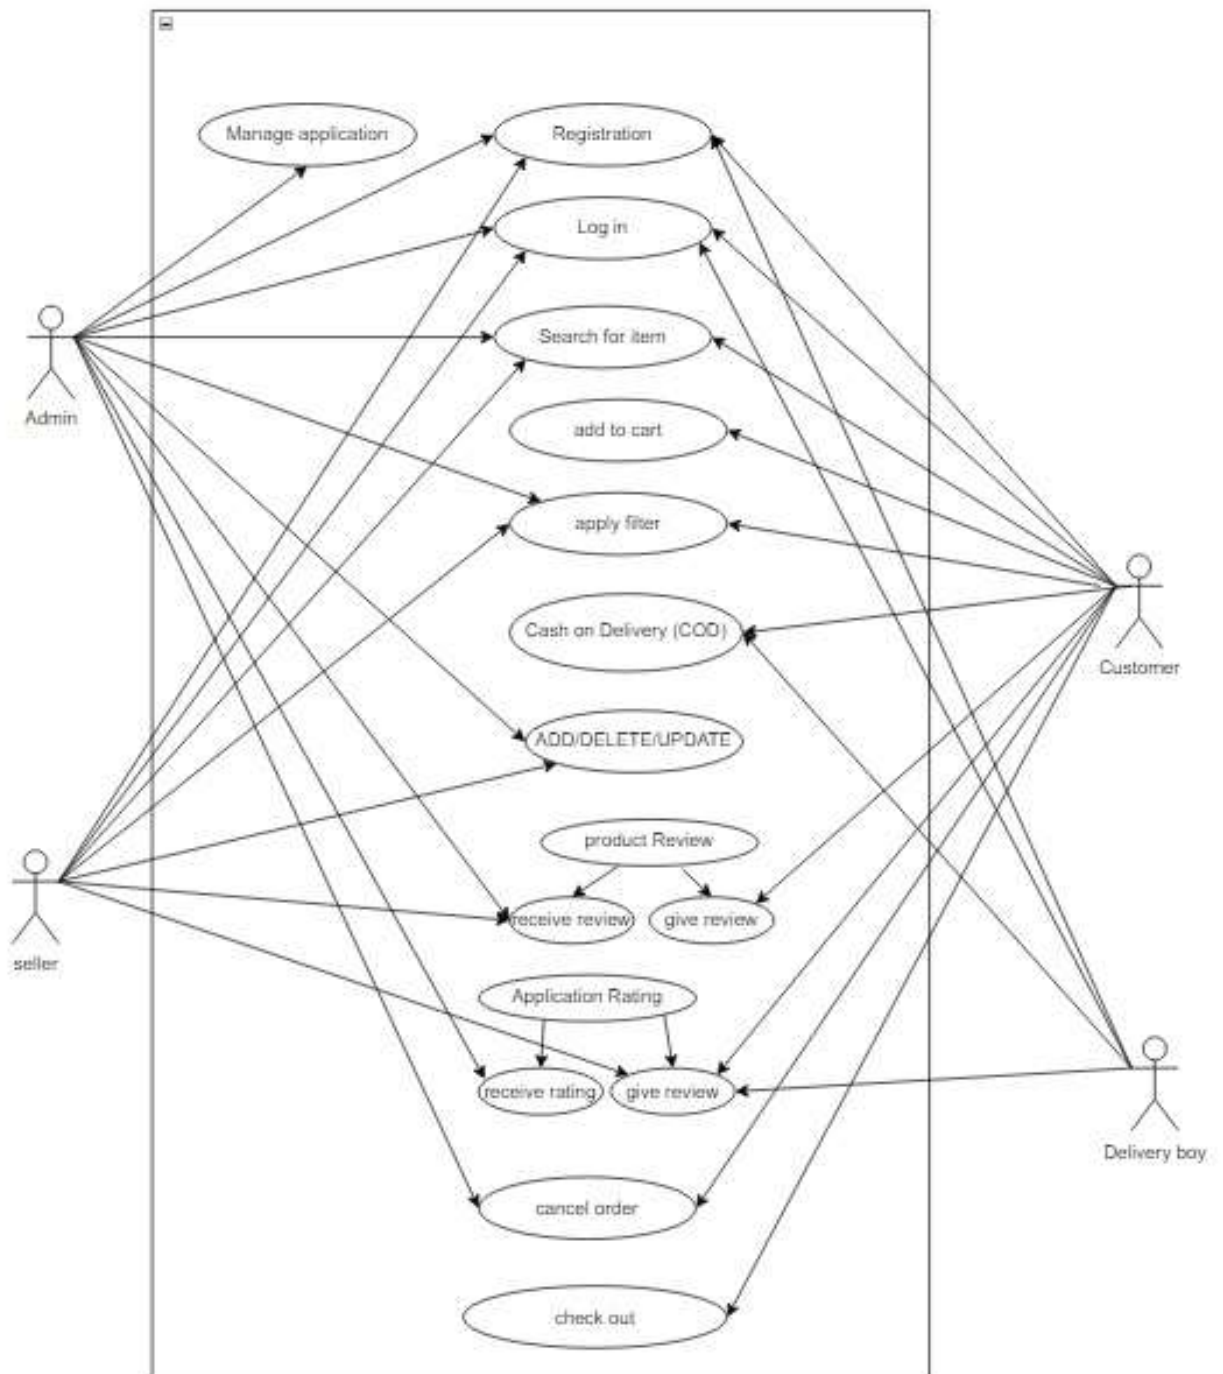 Manage application
Registration
Log in
Search for item
Admin
add to cart
apply filter
Cash on Delivery (COD)
Customer
ADD/DELETE/UPDATE
product Review
receive review
give review
seller
Application Rating
receive rating
give review
Delivery boy
cancel order
check out